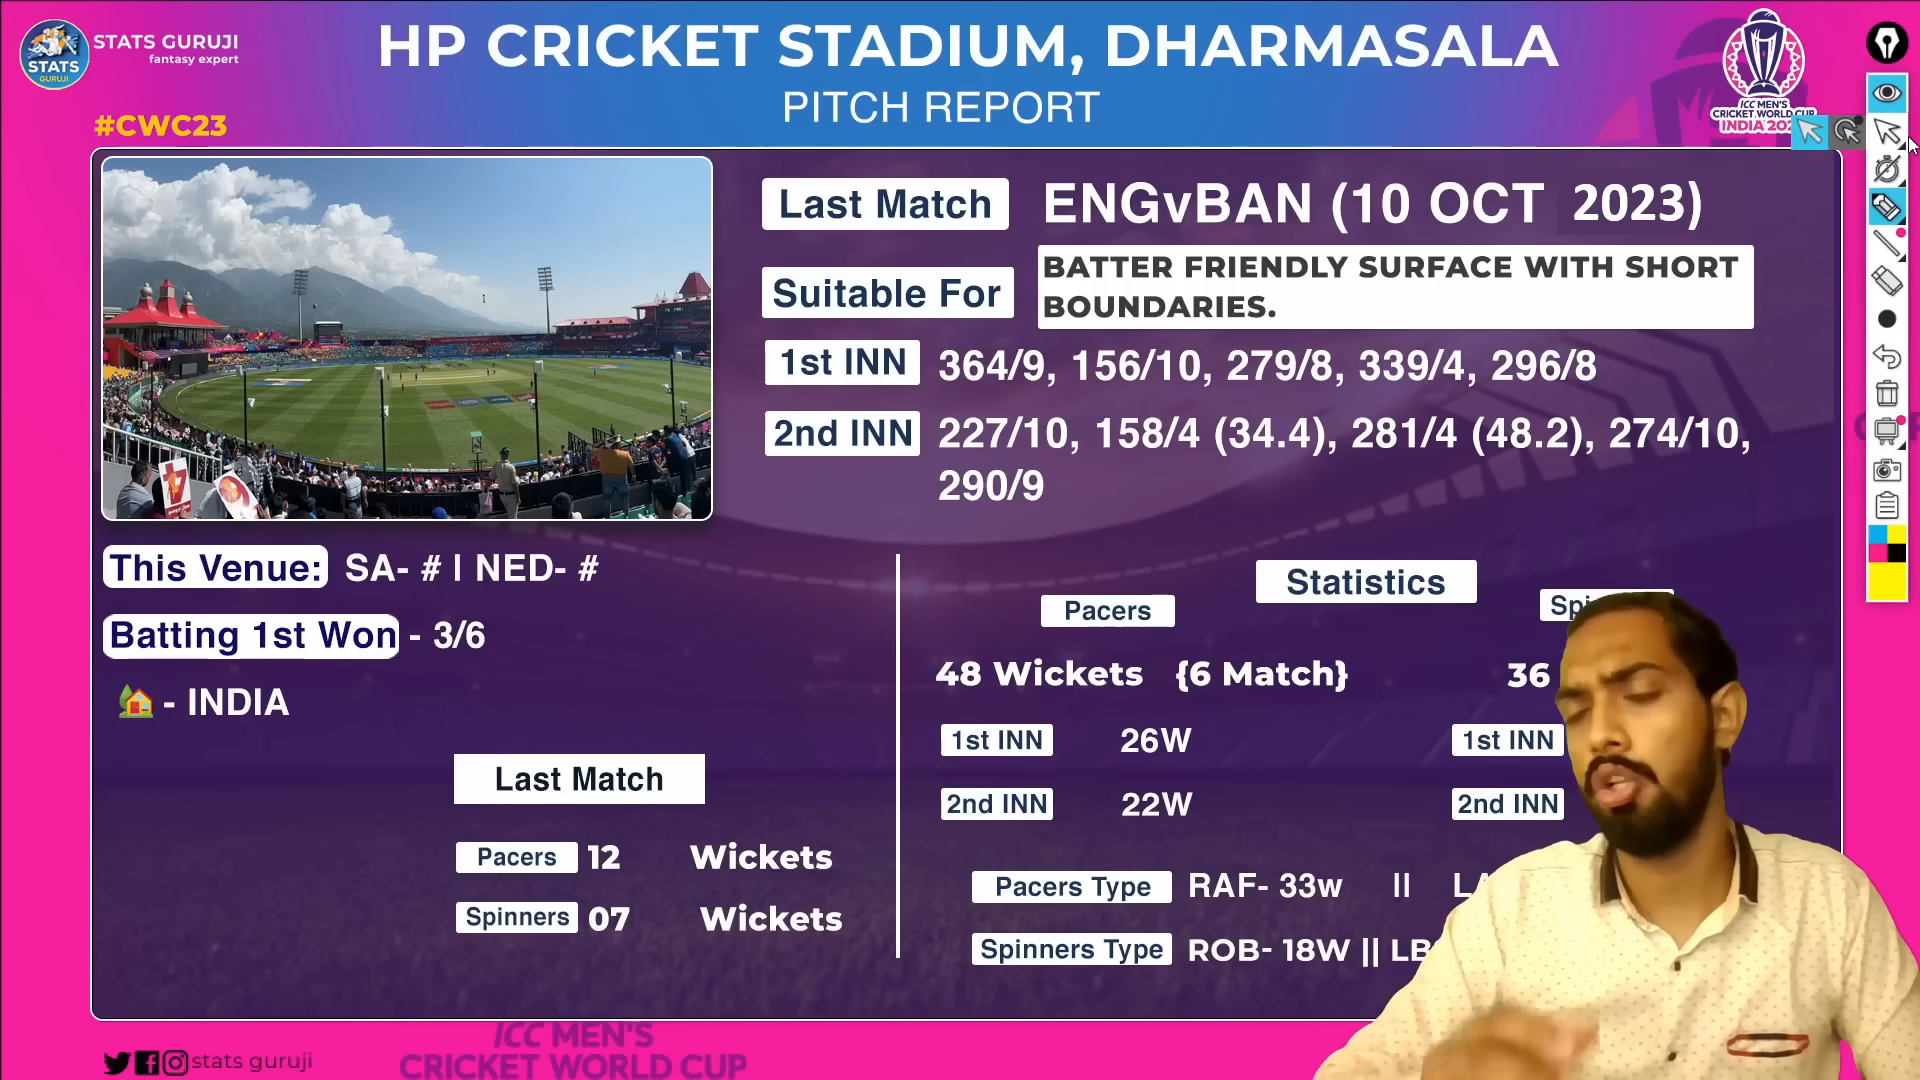 STATS GURUJI
fantasy expert
STATS
GURUJI
#CWC23
HP CRICKET STADIUM, DHARMASALA
PITCH REPORT
ICC MEN'S
CRICKET WORLD CUP
Last Match ENGvBAN (10 OCT 2023)
Suitable For BATTER FRIENDLY SURFACE WITH SHORT
BOUNDARIES.
1st INN 364/9, 156/10, 279/8, 339/4, 296/8
2nd INN 227/10, 158/4 (34.4), 281/4 (48.2), 274/10,
290/9
This Venue: SA- # | NED- #
Batting 1st Won - 3/6
- INDIA
Last Match
Pacers 12 Wickets
Spinners 07 Wickets
Statistics
Pacers
48 Wickets {6 Match} 36
1st INN 26W 1st INN
2nd INN 22W 2nd INN
Pacers Type RAF- 33w ||
Spinners Type ROB- 18W ||
stats guruji
ICC MEN'S
CRICKET WORLD CUP